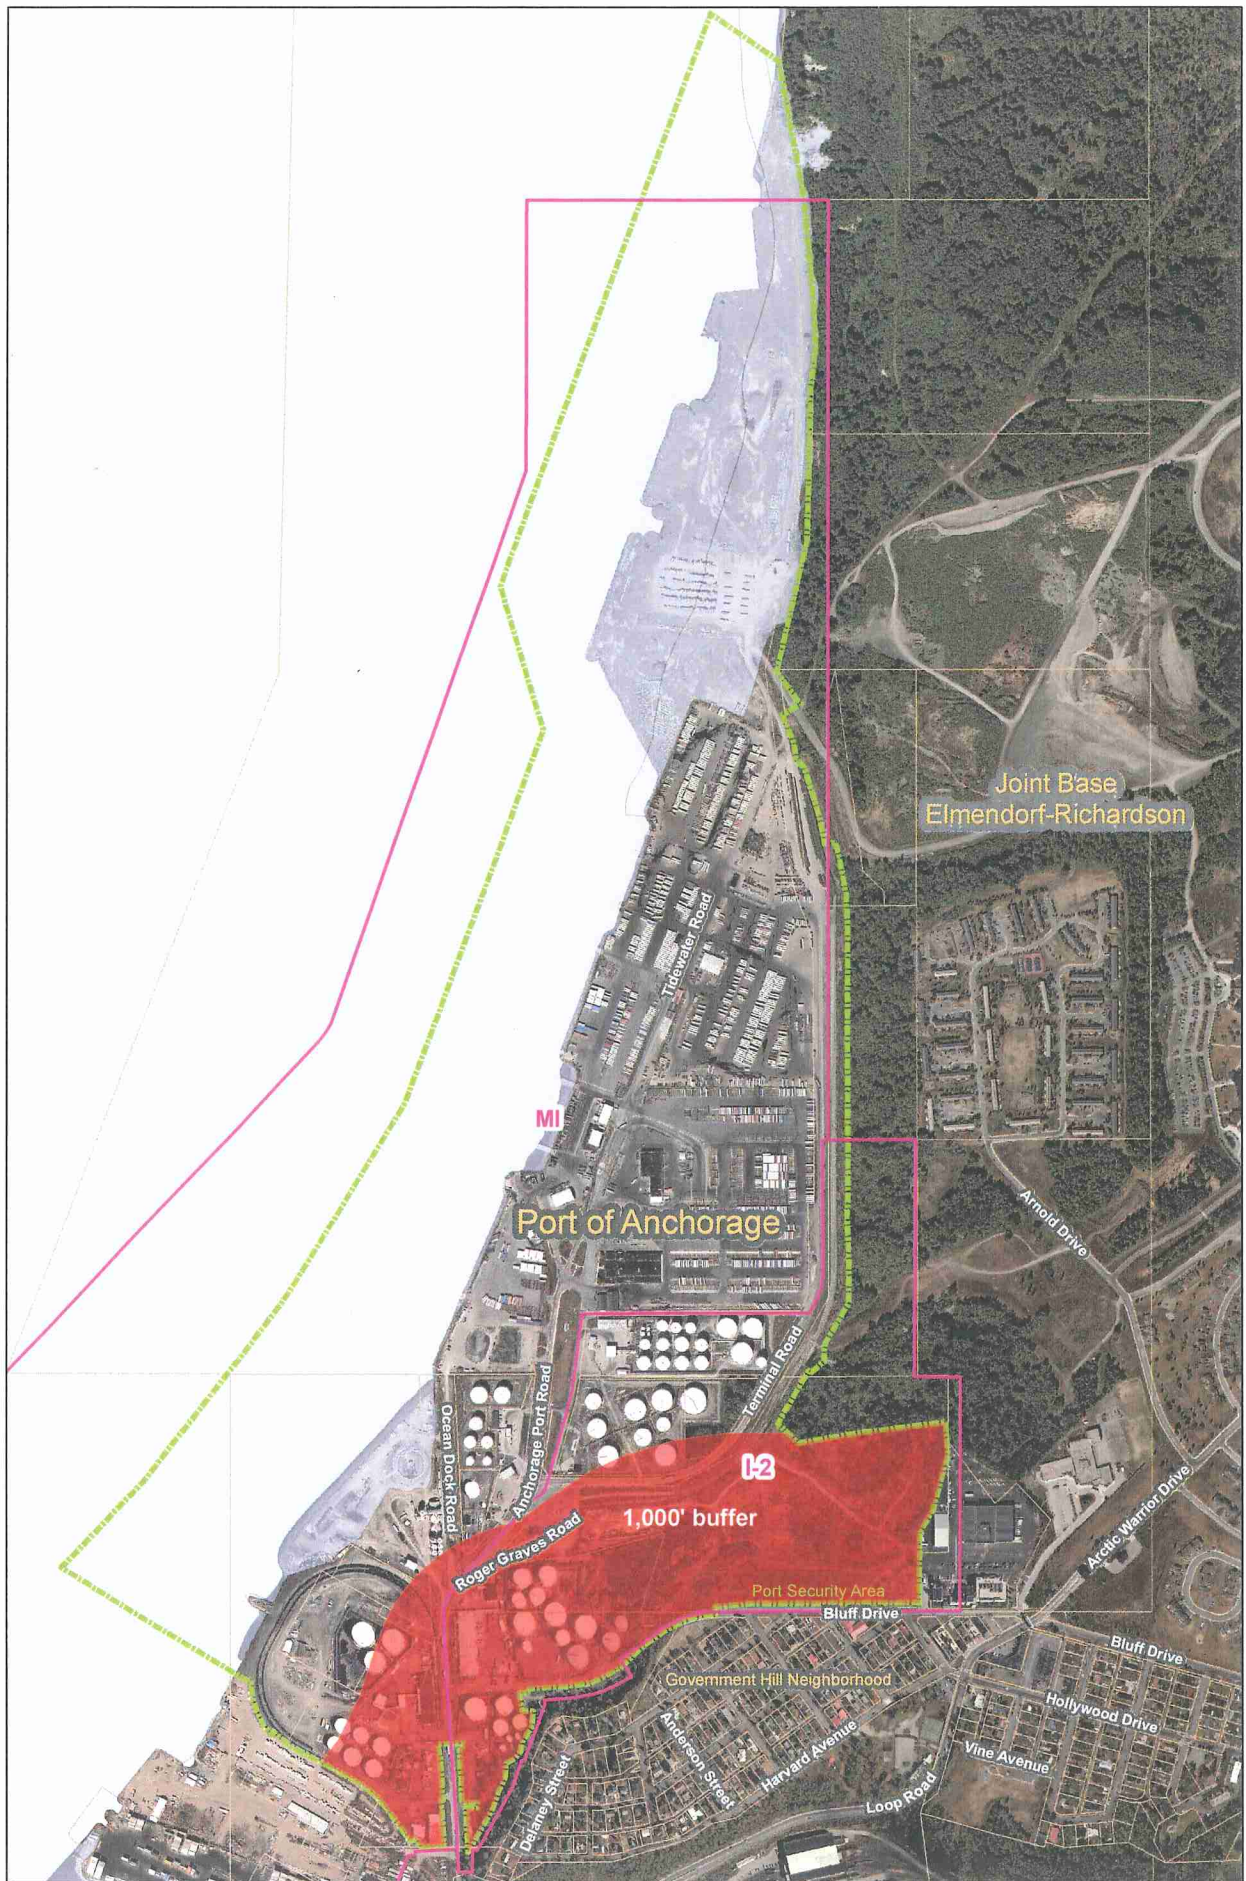 Joint Base
Elmendorf-Richardson
Tidewater Road
MI
Port of Anchorage
Arnold Drive
Terminal Road
Anchorage Port Road
Ocean Dock Road
I-2
1,000' buffer
Roger Graves Road
Arctic Warrior Drive
Port Security Area
Bluff Drive
Bluff Drive
Government Hill Neighborhood
Hollywood Drive
Anderson Street
Harvard Avenue
Vine Avenue
Delaney Street
Loop Road